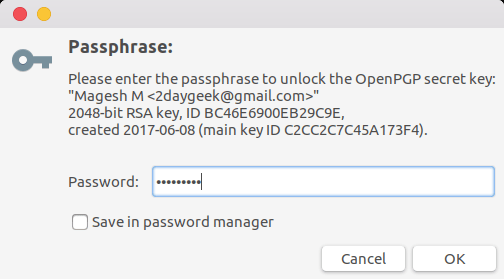 Passphrase:
Please enter the passphrase to unlock the OpenPGP secret key:
"Magesh M <2daygeek@gmail.com>"
2048-bit RSA key, ID BC46E6900EB29C9E,
created 2017-06-08 (main key ID C2CC2C7C45A173F4).
Password: •••••••••
Save in password manager
Cancel OK